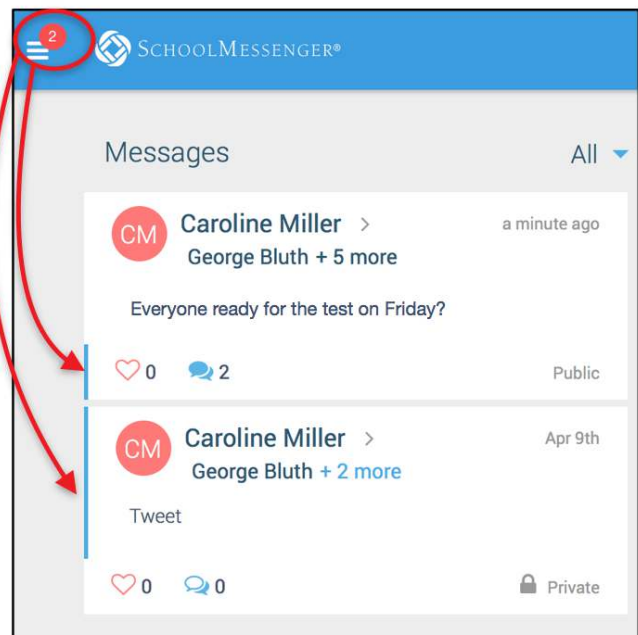 2
SCHOOLMESSENGER®
Messages All
CM Caroline Miller > a minute ago
George Bluth + 5 more
Everyone ready for the test on Friday?
0 2 Public
CM Caroline Miller > Apr 9th
George Bluth + 2 more
Tweet
0 0 Private